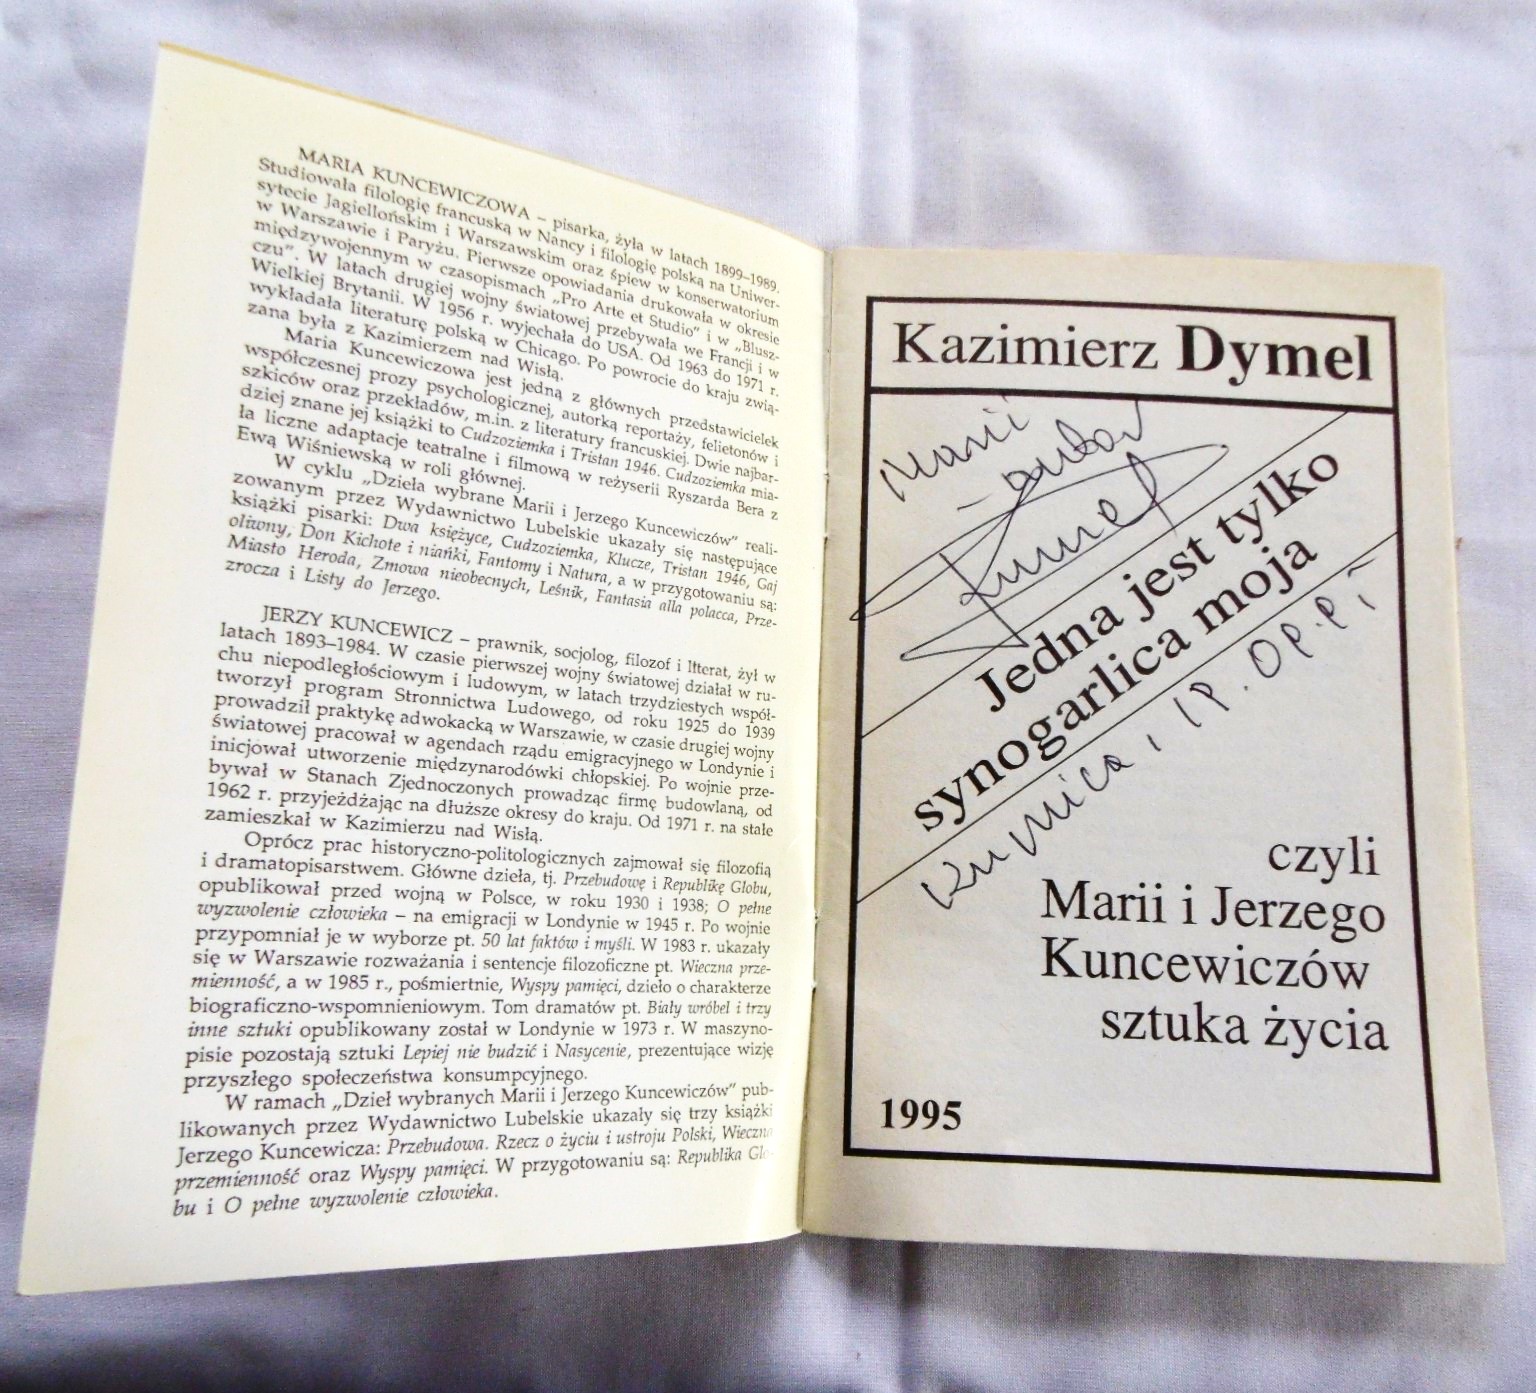 MARIA KUNCEWICZOWA – pisarka, żyła w latach 1899–1989.
Studiowała filologię francuską w Nancy i filologię polską na Uniwer-
sytecie Jagiellońskim i Warszawskim oraz śpiew w konserwatorium
w Warszawie i Paryżu. Pierwsze opowiadania drukowała w okresie
międzywojennym w czasopismach „Pro Arte et Studio" i w „Blusz-
czu". W latach drugiej wojny światowej przebywała we Francji i w
Wielkiej Brytanii. W 1956 r. wyjechała do USA. Od 1963 do 1971 r.
wykładała literaturę polską w Chicago. Po powrocie do kraju zwią-
zana była z Kazimierzem nad Wisłą.
Maria Kuncewiczowa jest jedną z głównych przedstawicielek
współczesnej prozy psychologicznej, autorką reportaży, felietonów i
szkiców oraz przekładów, m.in. z literatury francuskiej. Dwie najbar-
dziej znane jej książki to Cudzoziemka i Tristan 1946. Cudzoziemka mia-
ła liczne adaptacje teatralne i filmową w reżyserii Ryszarda Bera z
Ewą Wiśniewską w roli głównej.
W cyklu „Dzieła wybrane Marii i Jerzego Kuncewiczów" reali-
zowanym przez Wydawnictwo Lubelskie ukazały się następujące
książki pisarki: Dwa księżyce, Cudzoziemka, Klucze, Tristan 1946, Gaj
oliwny, Don Kichote i niańki, Fantomy i Natura, a w przygotowaniu są:
Miasto Heroda, Zmowa nieobecnych, Leśnik, Fantasia alla polacca, Prze-
zrocza i Listy do Jerzego.
JERZY KUNCEWICZ – prawnik, socjolog, filozof i literat, żył w
latach 1893–1984. W czasie pierwszej wojny światowej działał w ru-
chu niepodległościowym i ludowym, w latach trzydziestych współ-
tworzył program Stronnictwa Ludowego, od roku 1925 do 1939
prowadził praktykę adwokacką w Warszawie, w czasie drugiej wojny
światowej pracował w agendach rządu emigracyjnego w Londynie i
inicjował utworzenie międzynarodówki chłopskiej. Po wojnie prze-
bywał w Stanach Zjednoczonych prowadząc firmę budowlaną, od
1962 r. przyjeżdżając na dłuższe okresy do kraju. Od 1971 r. na stałe
zamieszkał w Kazimierzu nad Wisłą.
Oprócz prac historyczno-politologicznych zajmował się filozofią
i dramatopisarstwem. Główne dzieła, tj. Przebudowę i Republikę Globu,
opublikował przed wojną w Polsce, w roku 1930 i 1938; O pełne
wyzwolenie człowieka – na emigracji w Londynie w 1945 r. Po wojnie
przypomniał je w wyborze pt. 50 lat faktów i myśli. W 1983 r. ukazały
się w Warszawie rozważania i sentencje filozoficzne pt. Wieczna prze-
mienność, a w 1985 r., pośmiertnie, Wyspy pamięci, dzieło o charakterze
biograficzno-wspomnieniowym. Tom dramatów pt. Biały wróbel i trzy
inne sztuki opublikowany został w Londynie w 1973 r. W maszyno-
pisie pozostają sztuki Lepiej nie budzić i Nasycenie, prezentujące wizję
przyszłego społeczeństwa konsumpcyjnego.
W ramach „Dzieł wybranych Marii i Jerzego Kuncewiczów" pub-
likowanych przez Wydawnictwo Lubelskie ukazały się trzy książki
Jerzego Kuncewicza: Przebudowa. Rzecz o życiu i ustroju Polski, Wieczna
przemienność oraz Wyspy pamięci. W przygotowaniu są: Republika Glo-
bu i O pełne wyzwolenie człowieka.
Kazimierz Dymel
Marii
Jedna jest tylko
synogarlica moja
czyli
Marii i Jerzego
Kuncewiczów
sztuka życia
1995